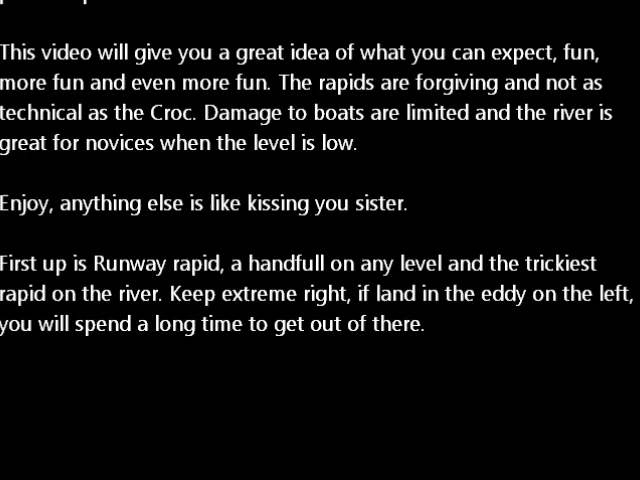 This video will give you a great idea of what you can expect, fun,
more fun and even more fun. The rapids are forgiving and not as
technical as the Croc. Damage to boats are limited and the river is
great for novices when the level is low.
Enjoy, anything else is like kissing you sister.
First up is Runway rapid, a handfull on any level and the trickiest
rapid on the river. Keep extreme right, if land in the eddy on the left,
you will spend a long time to get out of there.